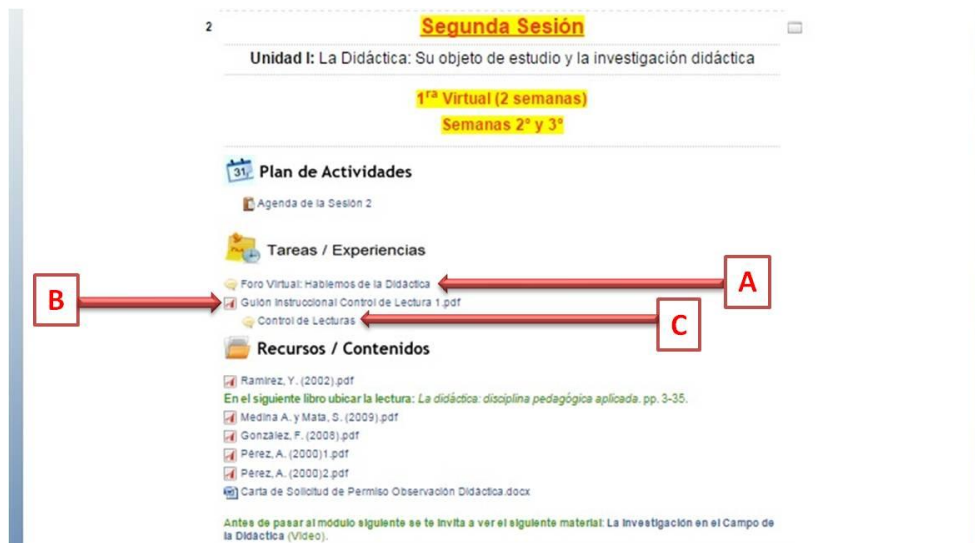 2
Segunda Sesión
Unidad I: La Didáctica: Su objeto de estudio y la investigación didáctica
1ra Virtual (2 semanas)
Semanas 2° y 3°
31
Plan de Actividades
Agenda de la Sesión 2
Tareas / Experiencias
Foro Virtual: Hablemos de la Didáctica
A
B
Guión Instruccional Control de Lectura 1.pdf
Control de Lecturas
C
Recursos / Contenidos
Ramirez, Y. (2002).pdf
En el siguiente libro ubicar la lectura: La didáctica: disciplina pedagógica aplicada. pp. 3-35.
Medina A. y Mata, S. (2009).pdf
González, F. (2008).pdf
Pérez, A. (2000)1.pdf
Pérez, A. (2000)2.pdf
Carta de Solicitud de Permiso Observación Didáctica.docx
Antes de pasar al módulo siguiente se te invita a ver el siguiente material: La Investigación en el Campo de
la Didáctica (Video).